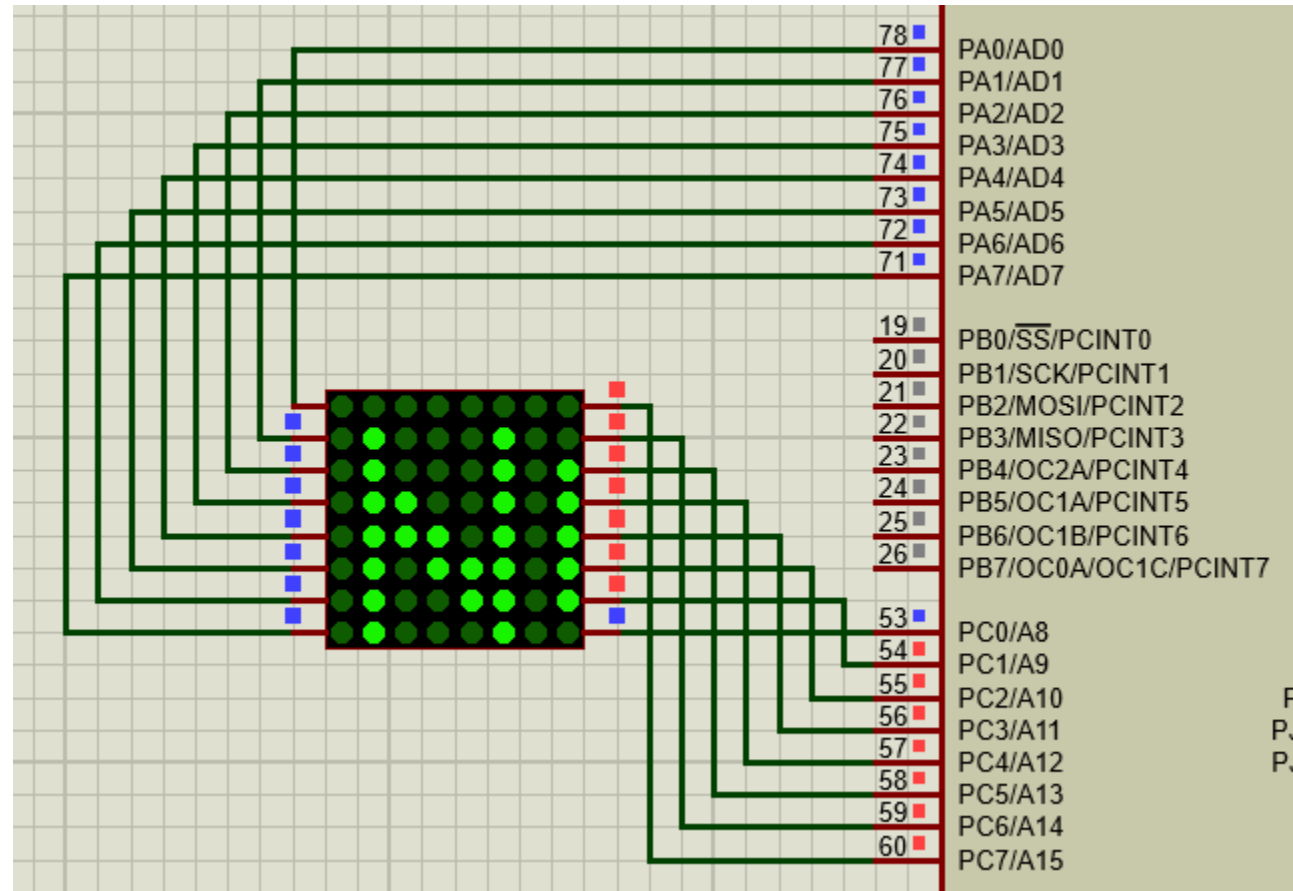 78 PA0/AD0
77 PA1/AD1
76 PA2/AD2
75 PA3/AD3
74 PA4/AD4
73 PA5/AD5
72 PA6/AD6
71 PA7/AD7
19 PB0/SS/PCINT0
20 PB1/SCK/PCINT1
21 PB2/MOSI/PCINT2
22 PB3/MISO/PCINT3
23 PB4/OC2A/PCINT4
24 PB5/OC1A/PCINT5
25 PB6/OC1B/PCINT6
26 PB7/OC0A/OC1C/PCINT7
53 PC0/A8
54 PC1/A9
55 PC2/A10
56 PC3/A11
57 PC4/A12
58 PC5/A13
59 PC6/A14
60 PC7/A15